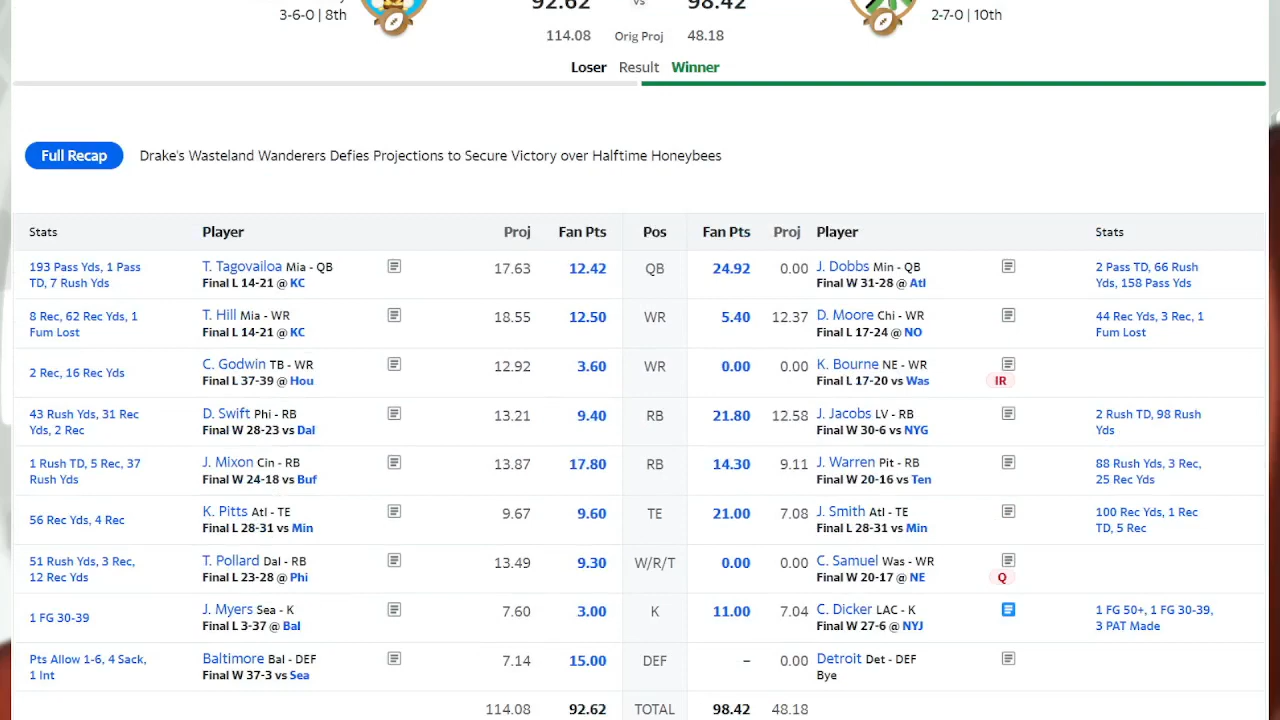 92.62 vs 98.42
3-6-0 | 8th
2-7-0 | 10th
114.08 Orig Proj 48.18
Loser Result Winner
Full Recap Drake's Wasteland Wanderers Defies Projections to Secure Victory over Halftime Honeybees
Stats Player Proj Fan Pts Pos Fan Pts Proj Player Stats
193 Pass Yds, 1 Pass T. Tagovailoa Mia - QB 17.63 12.42 QB 24.92 0.00 J. Dobbs Min - QB 2 Pass TD, 66 Rush
TD, 7 Rush Yds Final L 14-21 @ KC Final W 31-28 @ Atl Yds, 158 Pass Yds
8 Rec, 62 Rec Yds, 1 T. Hill Mia - WR 18.55 12.50 WR 5.40 12.37 D. Moore Chi - WR 44 Rec Yds, 3 Rec, 1
Fum Lost Final L 14-21 @ KC Final L 17-24 @ NO Fum Lost
2 Rec, 16 Rec Yds C. Godwin TB - WR 12.92 3.60 WR 0.00 0.00 K. Bourne NE - WR
Final L 37-39 @ Hou Final L 17-20 vs Was IR
43 Rush Yds, 31 Rec D. Swift Phi - RB 13.21 9.40 RB 21.80 12.58 J. Jacobs LV - RB 2 Rush TD, 98 Rush
Yds, 2 Rec Final W 28-23 vs Dal Final W 30-6 vs NYG Yds
1 Rush TD, 5 Rec, 37 J. Mixon Cin - RB 13.87 17.80 RB 14.30 9.11 J. Warren Pit - RB 88 Rush Yds, 3 Rec,
Rush Yds Final W 24-18 vs Buf Final W 20-16 vs Ten 25 Rec Yds
56 Rec Yds, 4 Rec K. Pitts Atl - TE 9.67 9.60 TE 21.00 7.08 J. Smith Atl - TE 100 Rec Yds, 1 Rec
Final L 28-31 vs Min Final L 28-31 vs Min TD, 5 Rec
51 Rush Yds, 3 Rec, T. Pollard Dal - RB 13.49 9.30 W/R/T 0.00 0.00 C. Samuel Was - WR
12 Rec Yds Final L 23-28 @ Phi Final W 20-17 @ NE Q
1 FG 30-39 J. Myers Sea - K 7.60 3.00 K 11.00 7.04 C. Dicker LAC - K 1 FG 50+, 1 FG 30-39,
Final L 3-37 @ Bal Final W 27-6 @ NYJ 3 PAT Made
Pts Allow 1-6, 4 Sack, Baltimore Bal - DEF 7.14 15.00 DEF – 0.00 Detroit Det - DEF
1 Int Final W 37-3 vs Sea Bye
114.08 92.62 TOTAL 98.42 48.18